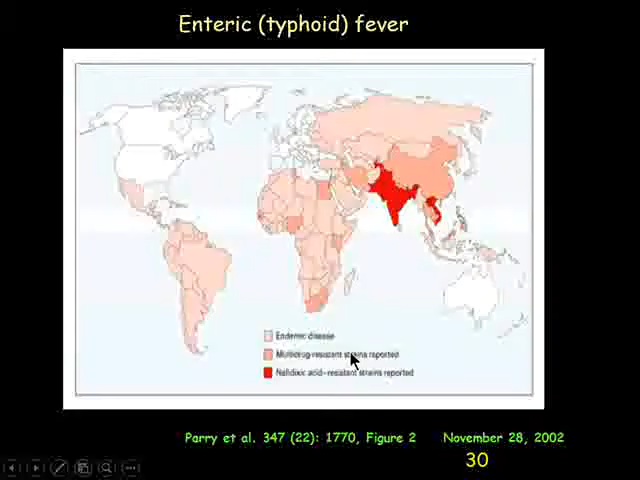 Enteric (typhoid) fever
Endemic disease
Multidrug-resistant strains reported
Nalidixic acid–resistant strains reported
Parry et al. 347 (22): 1770, Figure 2 November 28, 2002
30